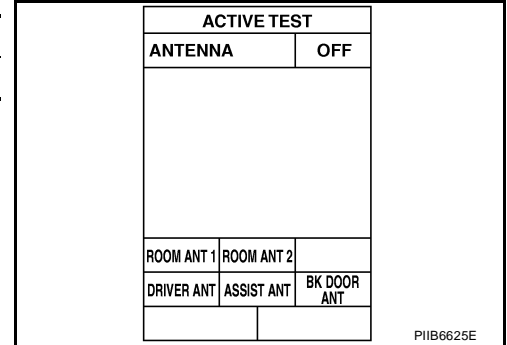 ACTIVE TEST
ANTENNA OFF
ROOM ANT 1 ROOM ANT 2
DRIVER ANT ASSIST ANT BK DOOR
ANT
PIIB6625E